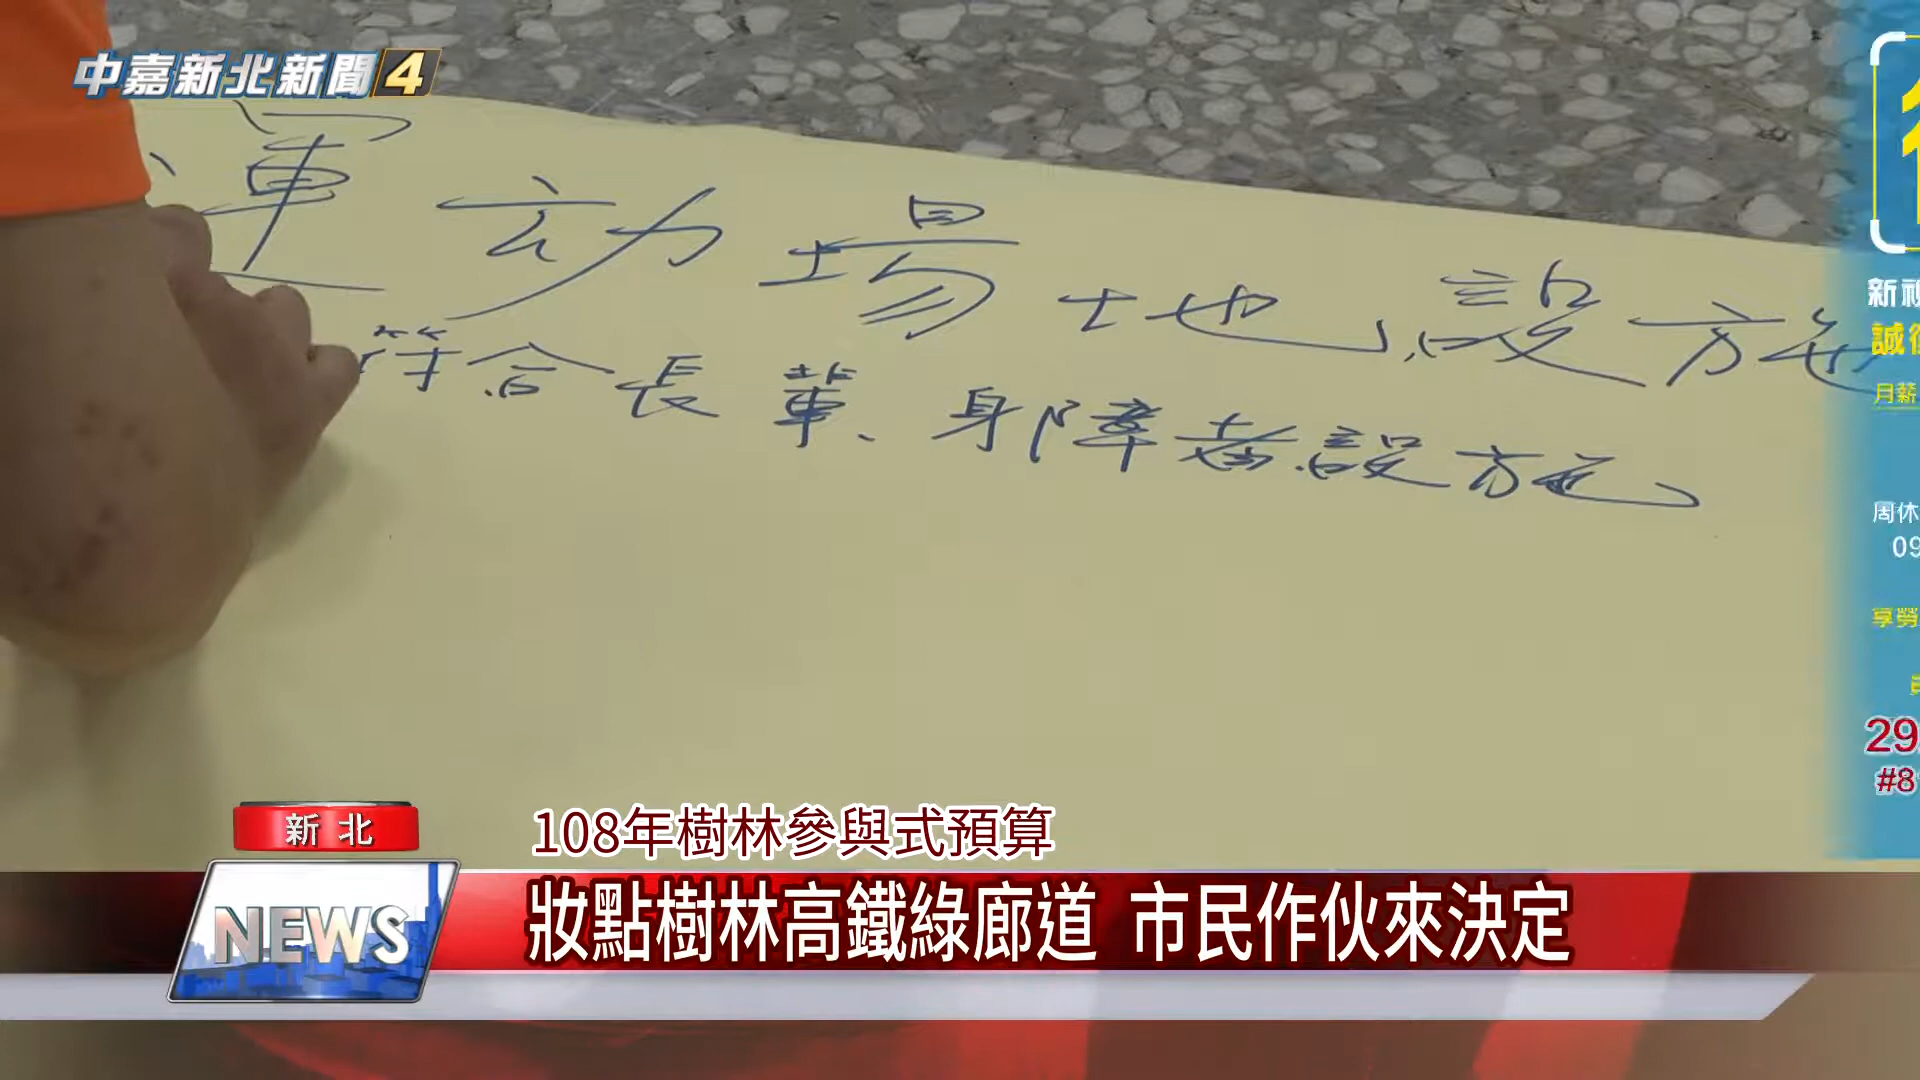 中嘉新北新聞4
運动場地、設施
符合長輩、身障者設施
新視
誠徵
月薪
周休
09
享勞
29
#8
新北
108年樹林參與式預算
NEWS
妝點樹林高鐵綠廊道 市民作伙來決定